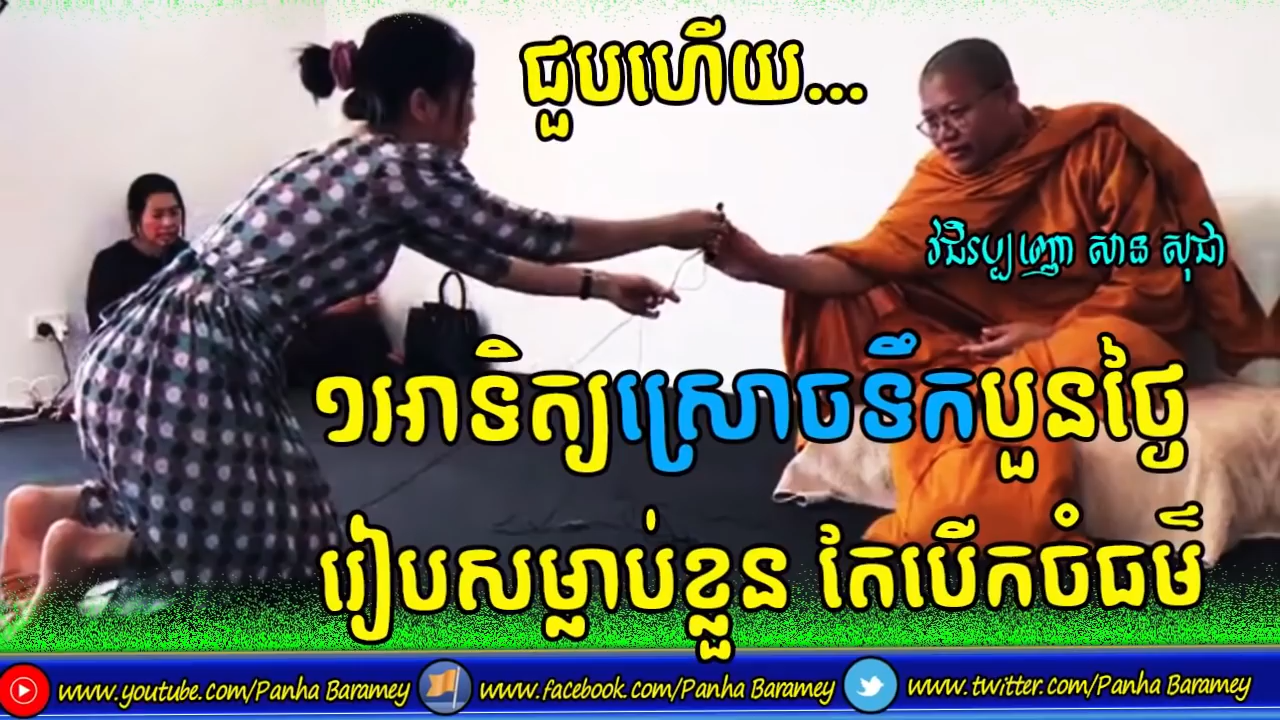 ជួបហើយ...
វជិរប្បញ្ញោ សាន សុជា
១អាទិត្យស្រោចទឹកបួនថ្ងៃ
រៀបសម្លាប់ខ្លួន តែបើកចំធម៌
www.youtube.com/Panha Baramey www.facebook.com/Panha Baramey www.twitter.com/Panha Baramey